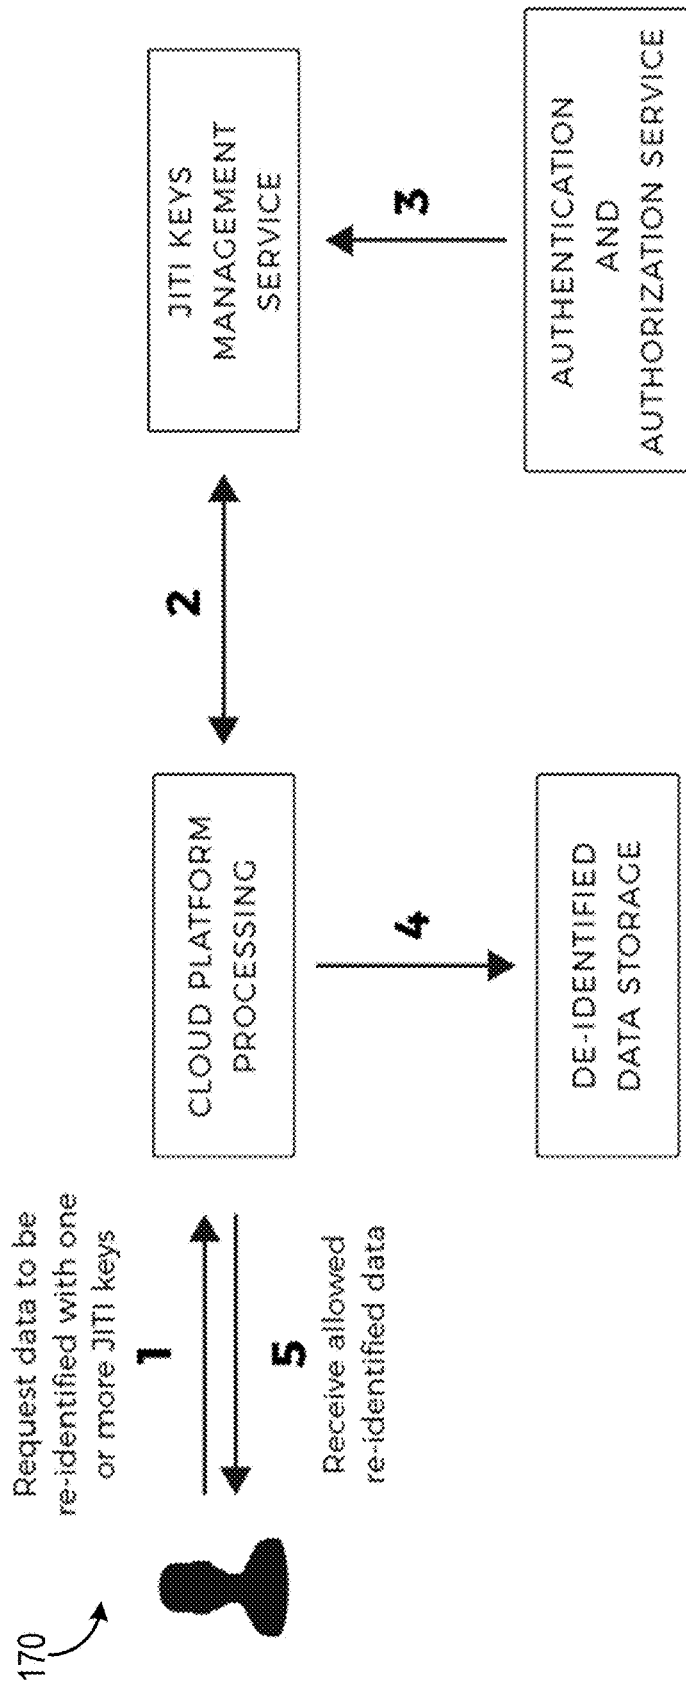 170
Request data to be
re-identified with one
or more JITI keys
1
5
Receive allowed
re-identified data
CLOUD PLATFORM
PROCESSING
4
DE-IDENTIFIED
DATA STORAGE
2
JITI KEYS
MANAGEMENT
SERVICE
3
AUTHENTICATION
AND
AUTHORIZATION SERVICE